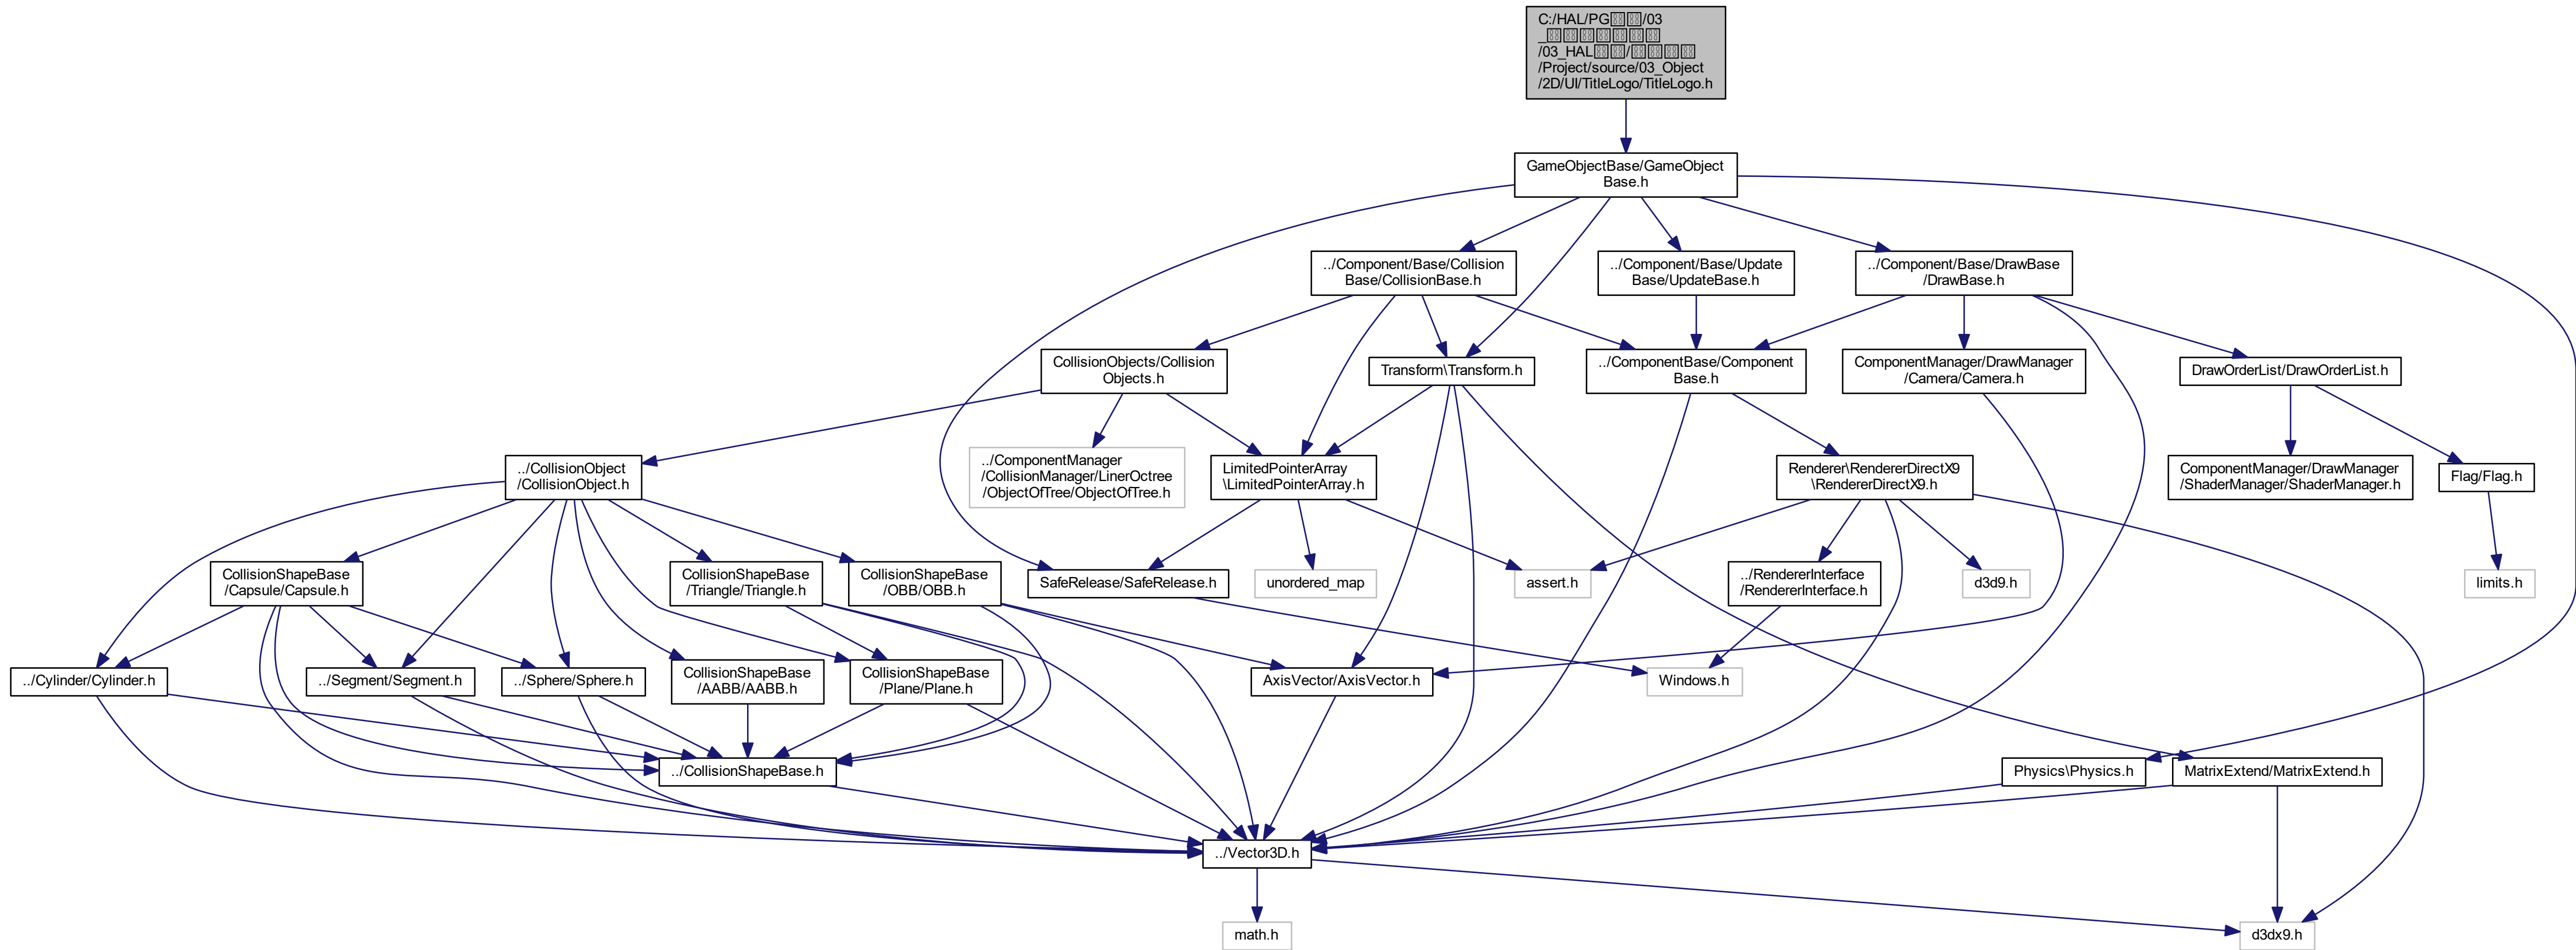 C:/HAL/PG/03
_
/03_HAL/
/Project/source/03_Object
/2D/UI/TitleLogo/TitleLogo.h
GameObjectBase/GameObject
Base.h
../Component/Base/Collision
Base/CollisionBase.h
../Component/Base/Update
Base/UpdateBase.h
../Component/Base/DrawBase
/DrawBase.h
CollisionObjects/Collision
Objects.h
Transform\Transform.h
../ComponentBase/Component
Base.h
ComponentManager/DrawManager
/Camera/Camera.h
DrawOrderList/DrawOrderList.h
../CollisionObject
/CollisionObject.h
../ComponentManager
/CollisionManager/LinerOctree
/ObjectOfTree/ObjectOfTree.h
LimitedPointerArray
\LimitedPointerArray.h
Renderer\RendererDirectX9
\RendererDirectX9.h
ComponentManager/DrawManager
/ShaderManager/ShaderManager.h
Flag/Flag.h
CollisionShapeBase
/Capsule/Capsule.h
CollisionShapeBase
/Triangle/Triangle.h
CollisionShapeBase
/OBB/OBB.h
SafeRelease/SafeRelease.h
unordered_map
assert.h
../RendererInterface
/RendererInterface.h
d3d9.h
limits.h
../Cylinder/Cylinder.h
../Segment/Segment.h
../Sphere/Sphere.h
CollisionShapeBase
/AABB/AABB.h
CollisionShapeBase
/Plane/Plane.h
AxisVector/AxisVector.h
Windows.h
../CollisionShapeBase.h
Physics\Physics.h
MatrixExtend/MatrixExtend.h
../Vector3D.h
math.h
d3dx9.h